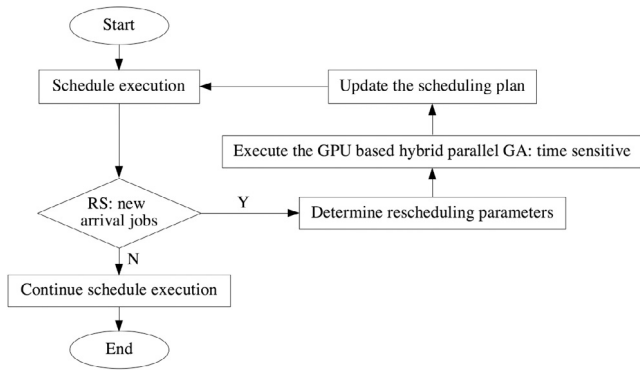 Start
Schedule execution
Update the scheduling plan
Execute the GPU based hybrid parallel GA: time sensitive
RS: new
arrival jobs
Y
Determine rescheduling parameters
N
Continue schedule execution
End